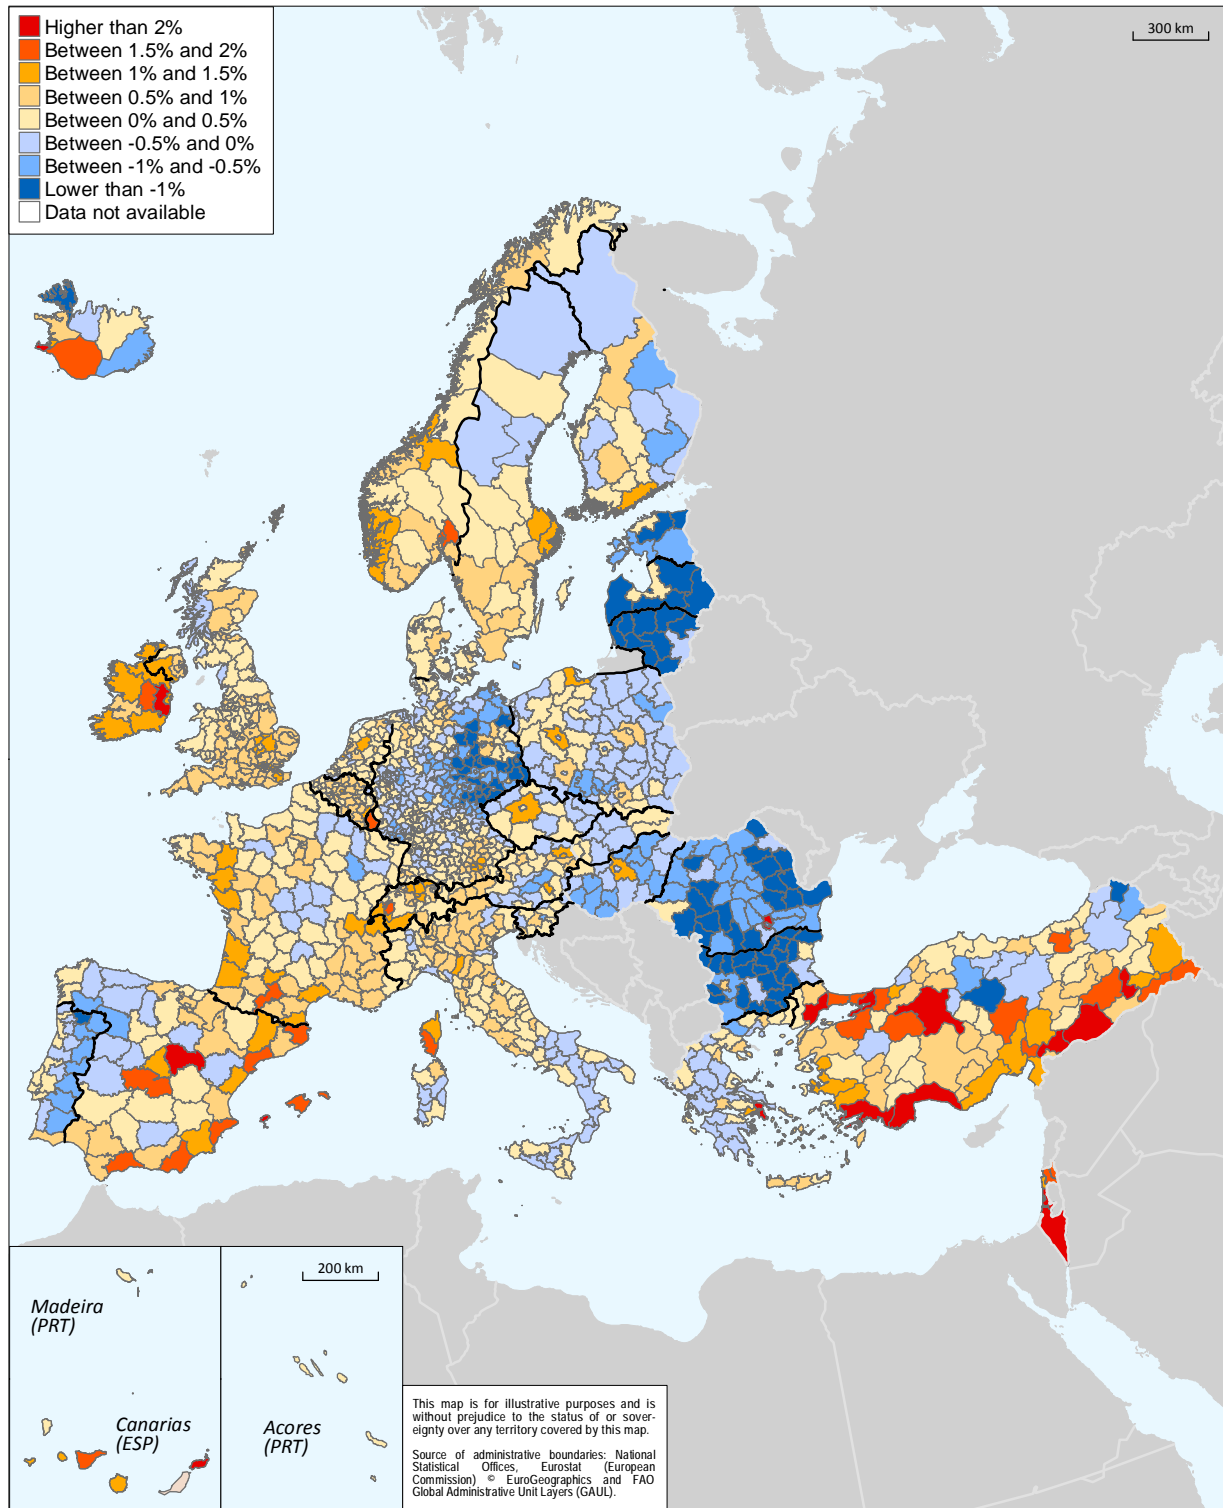 Higher than 2%
Between 1.5% and 2%
Between 1% and 1.5%
Between 0.5% and 1%
Between 0% and 0.5%
Between -0.5% and 0%
Between -1% and -0.5%
Lower than -1%
Data not available
300 km
200 km
Madeira
(PRT)
Canarias
(ESP)
Acores
(PRT)
This map is for illustrative purposes and is
without prejudice to the status of or sover-
eignty over any territory covered by this map.
Source of administrative boundaries: National
Statistical Offices, Eurostat (European
Commission) © EuroGeographics and FAO
Global Administrative Unit Layers (GAUL).